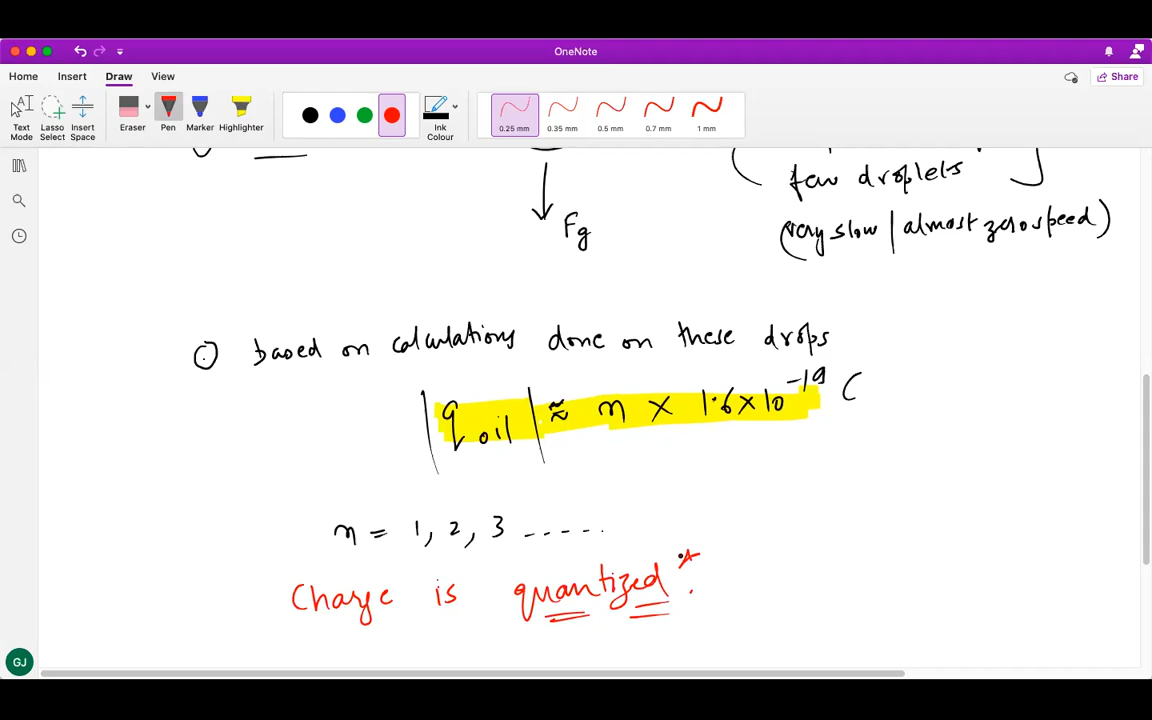 OneNote
Home Insert Draw View
Share
Text Mode
Lasso Select
Insert Space
Eraser
Pen
Marker
Highlighter
Ink Colour
0.25 mm
0.35 mm
0.5 mm
0.7 mm
1 mm
few droplets
(very slow | almost zero speed)
Fg
based on calculations done on these drops
|q oil| ≈ n × 1.6×10⁻¹⁹ C
n = 1, 2, 3 ......
Charge is quantized*.
GJ